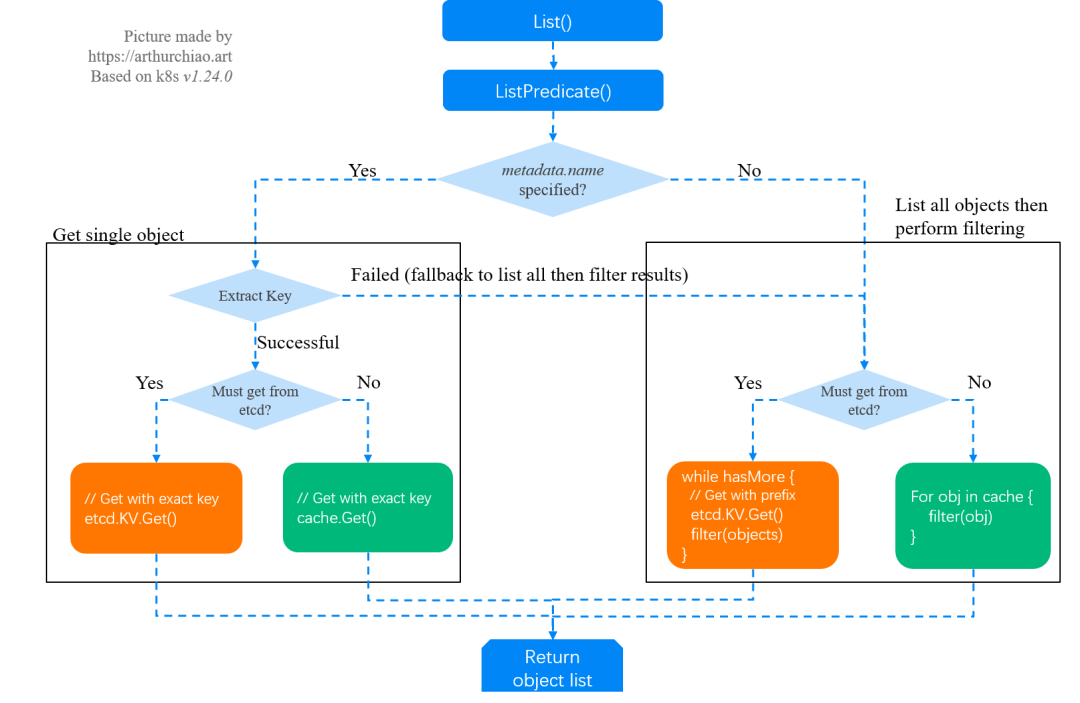 List()
Picture made by
https://arthurchiao.art
Based on k8s v1.24.0
ListPredicate()
metadata.name
specified?
Yes
No
List all objects then
perform filtering
Get single object
Failed (fallback to list all then filter results)
Extract Key
Successful
Yes
Must get from
etcd?
No
Yes
Must get from
etcd?
No
// Get with exact key
etcd.KV.Get()
// Get with exact key
cache.Get()
while hasMore {
// Get with prefix
etcd.KV.Get()
filter(objects)
}
For obj in cache {
filter(obj)
}
Return
object list